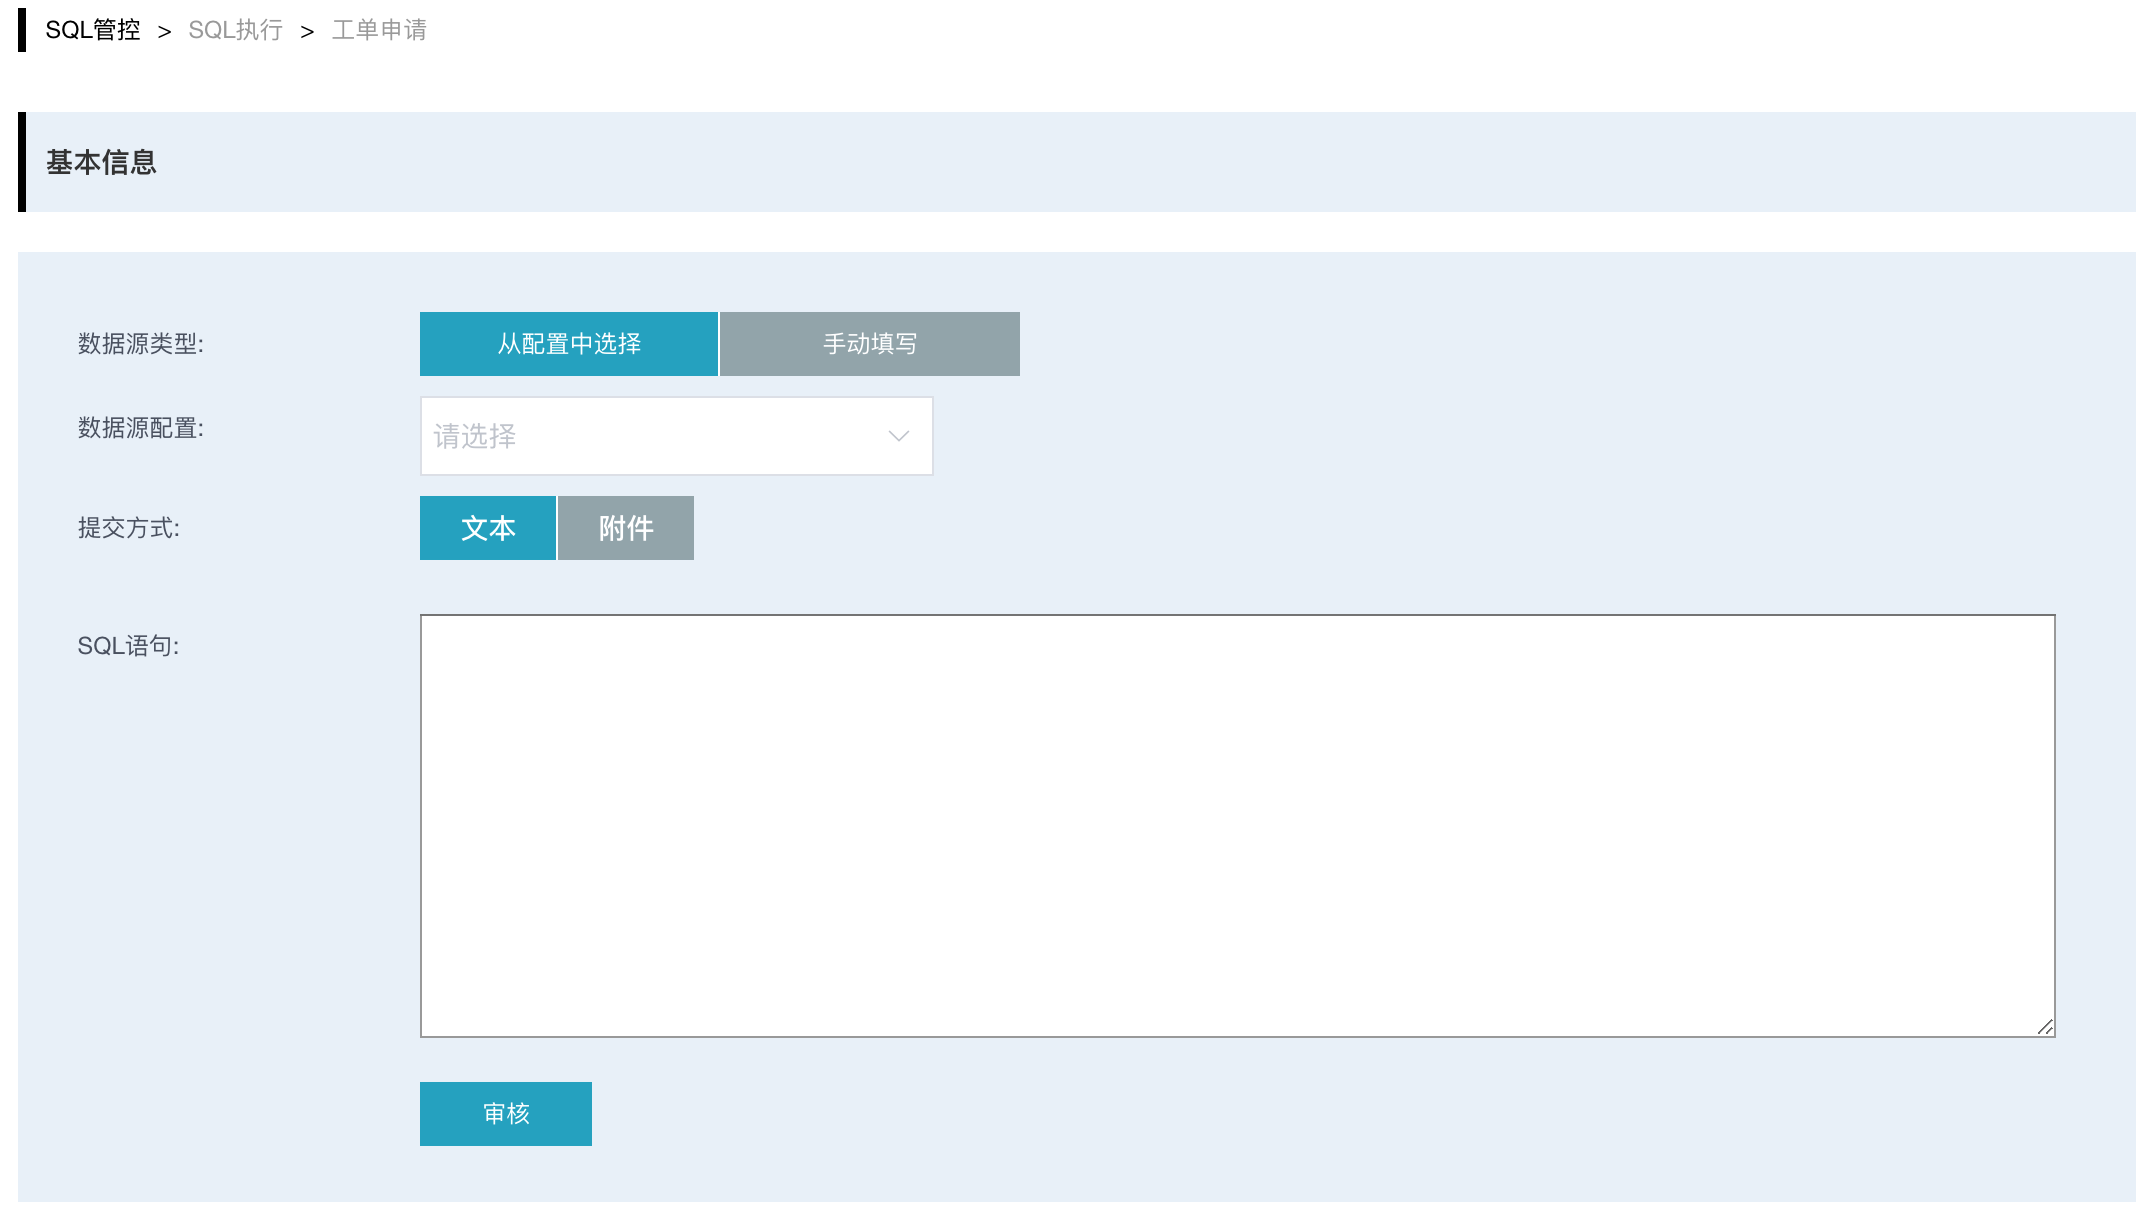 SQL管控 > SQL执行 > 工单申请
基本信息
数据源类型: 从配置中选择 手动填写
数据源配置: 请选择
提交方式: 文本 附件
SQL语句:
审核